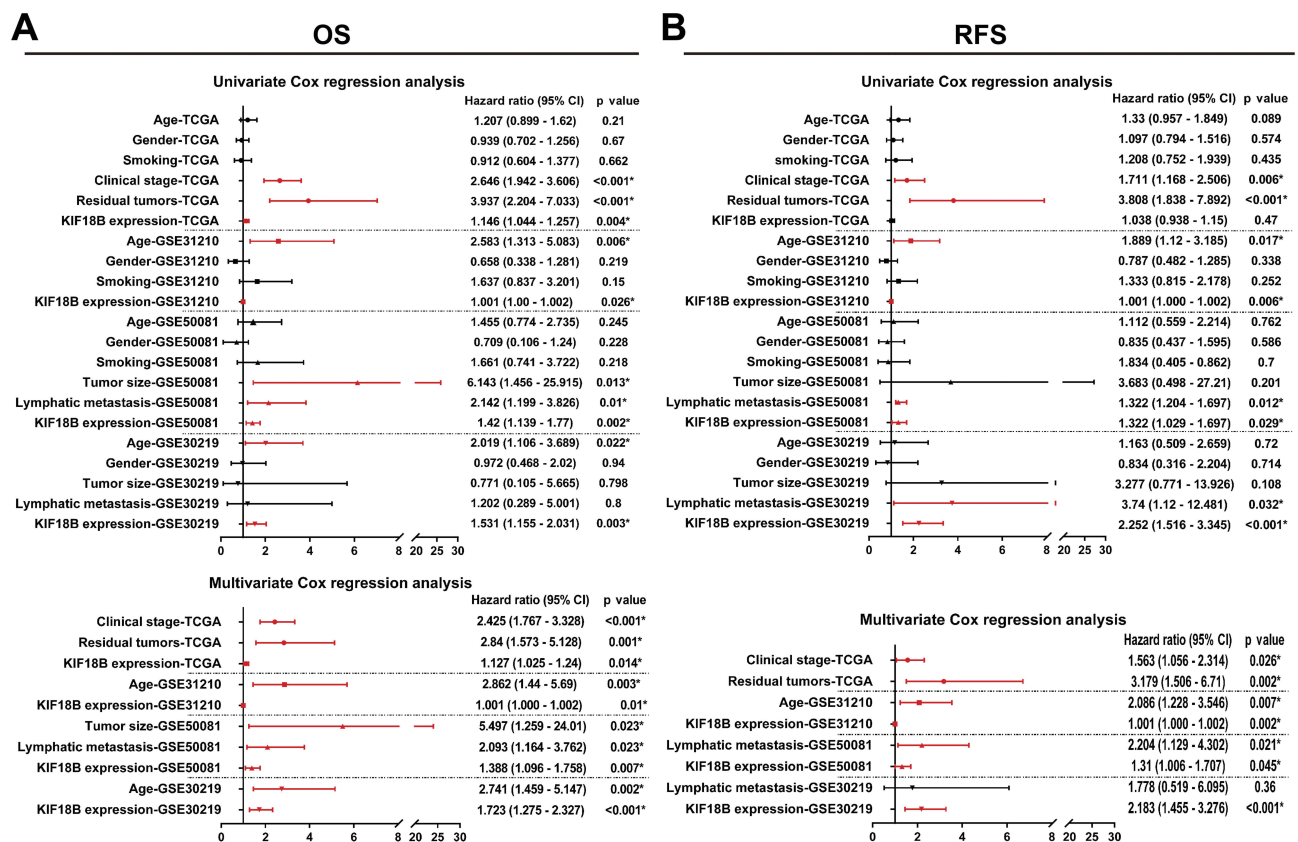 A
OS
Univariate Cox regression analysis
Hazard ratio (95% CI) p value
Age-TCGA 1.207 (0.899 - 1.62) 0.21
Gender-TCGA 0.939 (0.702 - 1.256) 0.67
Smoking-TCGA 0.912 (0.604 - 1.377) 0.662
Clinical stage-TCGA 2.646 (1.942 - 3.606) <0.001*
Residual tumors-TCGA 3.937 (2.204 - 7.033) <0.001*
KIF18B expression-TCGA 1.146 (1.044 - 1.257) 0.004*
Age-GSE31210 2.583 (1.313 - 5.083) 0.006*
Gender-GSE31210 0.658 (0.338 - 1.281) 0.219
Smoking-GSE31210 1.637 (0.837 - 3.201) 0.15
KIF18B expression-GSE31210 1.001 (1.00 - 1.002) 0.026*
Age-GSE50081 1.455 (0.774 - 2.735) 0.245
Gender-GSE50081 0.709 (0.106 - 1.24) 0.228
Smoking-GSE50081 1.661 (0.741 - 3.722) 0.218
Tumor size-GSE50081 6.143 (1.456 - 25.915) 0.013*
Lymphatic metastasis-GSE50081 2.142 (1.199 - 3.826) 0.01*
KIF18B expression-GSE50081 1.42 (1.139 - 1.77) 0.002*
Age-GSE30219 2.019 (1.106 - 3.689) 0.022*
Gender-GSE30219 0.972 (0.468 - 2.02) 0.94
Tumor size-GSE30219 0.771 (0.105 - 5.665) 0.798
Lymphatic metastasis-GSE30219 1.202 (0.289 - 5.001) 0.8
KIF18B expression-GSE30219 1.531 (1.155 - 2.031) 0.003*
0 2 4 6 8 20 25 30
Multivariate Cox regression analysis
Hazard ratio (95% CI) p value
Clinical stage-TCGA 2.425 (1.767 - 3.328) <0.001*
Residual tumors-TCGA 2.84 (1.573 - 5.128) 0.001*
KIF18B expression-TCGA 1.127 (1.025 - 1.24) 0.014*
Age-GSE31210 2.862 (1.44 - 5.69) 0.003*
KIF18B expression-GSE31210 1.001 (1.000 - 1.002) 0.01*
Tumor size-GSE50081 5.497 (1.259 - 24.01) 0.023*
Lymphatic metastasis-GSE50081 2.093 (1.164 - 3.762) 0.023*
KIF18B expression-GSE50081 1.388 (1.096 - 1.758) 0.007*
Age-GSE30219 2.741 (1.459 - 5.147) 0.002*
KIF18B expression-GSE30219 1.723 (1.275 - 2.327) <0.001*
0 2 4 6 8 20 25 30
B
RFS
Univariate Cox regression analysis
Hazard ratio (95% CI) p value
Age-TCGA 1.33 (0.957 - 1.849) 0.089
Gender-TCGA 1.097 (0.794 - 1.516) 0.574
smoking-TCGA 1.208 (0.752 - 1.939) 0.435
Clinical stage-TCGA 1.711 (1.168 - 2.506) 0.006*
Residual tumors-TCGA 3.808 (1.838 - 7.892) <0.001*
KIF18B expression-TCGA 1.038 (0.938 - 1.15) 0.47
Age-GSE31210 1.889 (1.12 - 3.185) 0.017*
Gender-GSE31210 0.787 (0.482 - 1.285) 0.338
Smoking-GSE31210 1.333 (0.815 - 2.178) 0.252
KIF18B expression-GSE31210 1.001 (1.000 - 1.002) 0.006*
Age-GSE50081 1.112 (0.559 - 2.214) 0.762
Gender-GSE50081 0.835 (0.437 - 1.595) 0.586
Smoking-GSE50081 1.834 (0.405 - 0.862) 0.7
Tumor size-GSE50081 3.683 (0.498 - 27.21) 0.201
Lymphatic metastasis-GSE50081 1.322 (1.204 - 1.697) 0.012*
KIF18B expression-GSE50081 1.322 (1.029 - 1.697) 0.029*
Age-GSE30219 1.163 (0.509 - 2.659) 0.72
Gender-GSE30219 0.834 (0.316 - 2.204) 0.714
Tumor size-GSE30219 3.277 (0.771 - 13.926) 0.108
Lymphatic metastasis-GSE30219 3.74 (1.12 - 12.481) 0.032*
KIF18B expression-GSE30219 2.252 (1.516 - 3.345) <0.001*
0 2 4 6 8 20 25 30
Multivariate Cox regression analysis
Hazard ratio (95% CI) p value
Clinical stage-TCGA 1.563 (1.056 - 2.314) 0.026*
Residual tumors-TCGA 3.179 (1.506 - 6.71) 0.002*
Age-GSE31210 2.086 (1.228 - 3.546) 0.007*
KIF18B expression-GSE31210 1.001 (1.000 - 1.002) 0.002*
Lymphatic metastasis-GSE50081 2.204 (1.129 - 4.302) 0.021*
KIF18B expression-GSE50081 1.31 (1.006 - 1.707) 0.045*
Lymphatic metastasis-GSE30219 1.778 (0.519 - 6.095) 0.36
KIF18B expression-GSE30219 2.183 (1.455 - 3.276) <0.001*
0 2 4 6 8 20 25 30